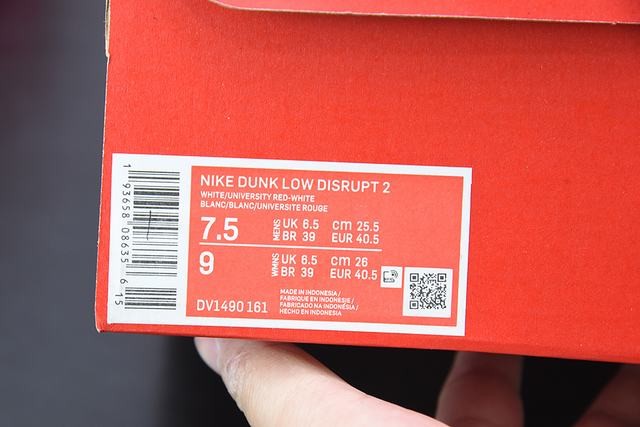 NIKE DUNK LOW DISRUPT 2
WHITE/UNIVERSITY RED-WHITE
BLANC/BLANC/UNIVERSITE ROUGE
7.5 MENS UK 6.5 cm 25.5
BR 39 EUR 40.5
9 WMNS UK 6.5 cm 26
BR 39 EUR 40.5
DV1490 161
MADE IN INDONESIA /
FABRIQUE EN INDONESIE /
FABRICADO NA INDONÉSIA /
HECHO EN INDONESIA
1 93658 08635 6 15